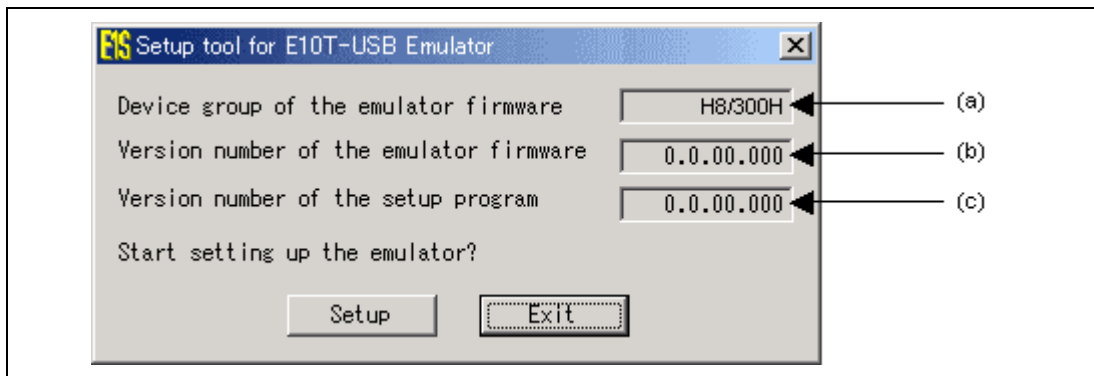 E1S Setup tool for E10T-USB Emulator
Device group of the emulator firmware H8/300H (a)
Version number of the emulator firmware 0.0.00.000 (b)
Version number of the setup program 0.0.00.000 (c)
Start setting up the emulator?
Setup Exit